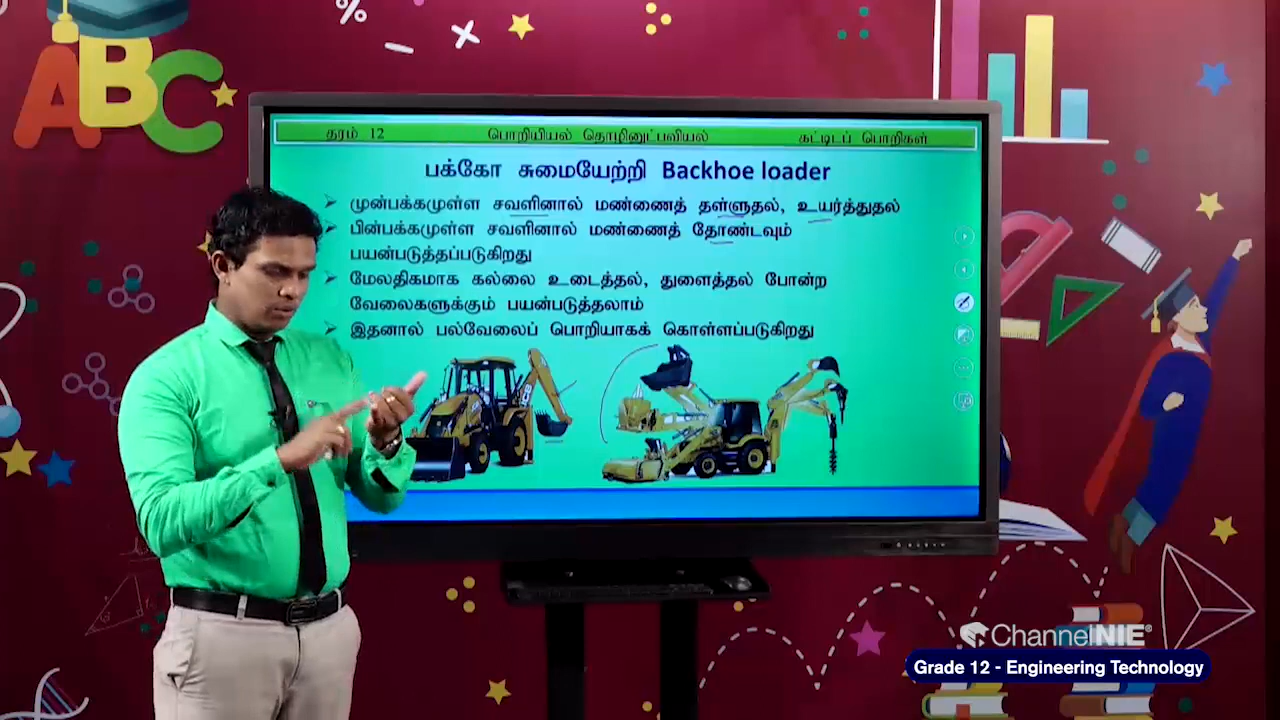 ABC
%
தரம் 12 பொறியியல் தொழினுட்பவியல் கட்டிடப் பொறிகள்
பக்கோ சுமையேற்றி Backhoe loader
➢ முன்பக்கமுள்ள சவளினால் மண்ணைத் தள்ளுதல், உயர்த்துதல்
➢ பின்பக்கமுள்ள சவளினால் மண்ணைத் தோண்டவும்
பயன்படுத்தப்படுகிறது
➢ மேலதிகமாக கல்லை உடைத்தல், துளைத்தல் போன்ற
வேலைகளுக்கும் பயன்படுத்தலாம்
➢ இதனால் பல்வேலைப் பொறியாகக் கொள்ளப்படுகிறது
JCB
ChannelNIE®
Grade 12 - Engineering Technology